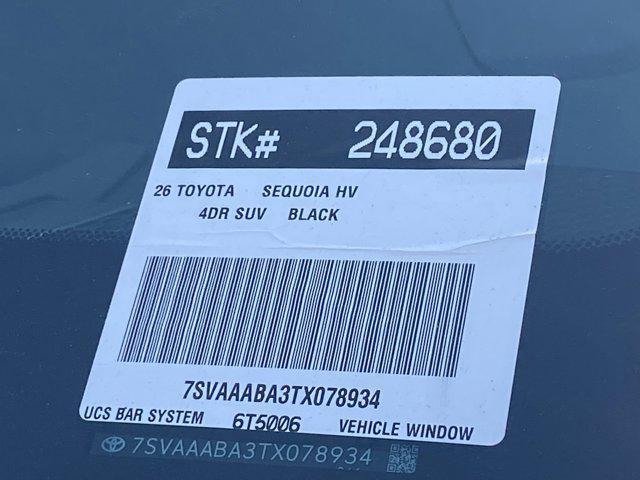 STK# 248680
26 TOYOTA SEQUOIA HV
4DR SUV BLACK
7SVAAABA3TX078934
UCS BAR SYSTEM 6T5006 VEHICLE WINDOW
7SVAAABA3TX078934